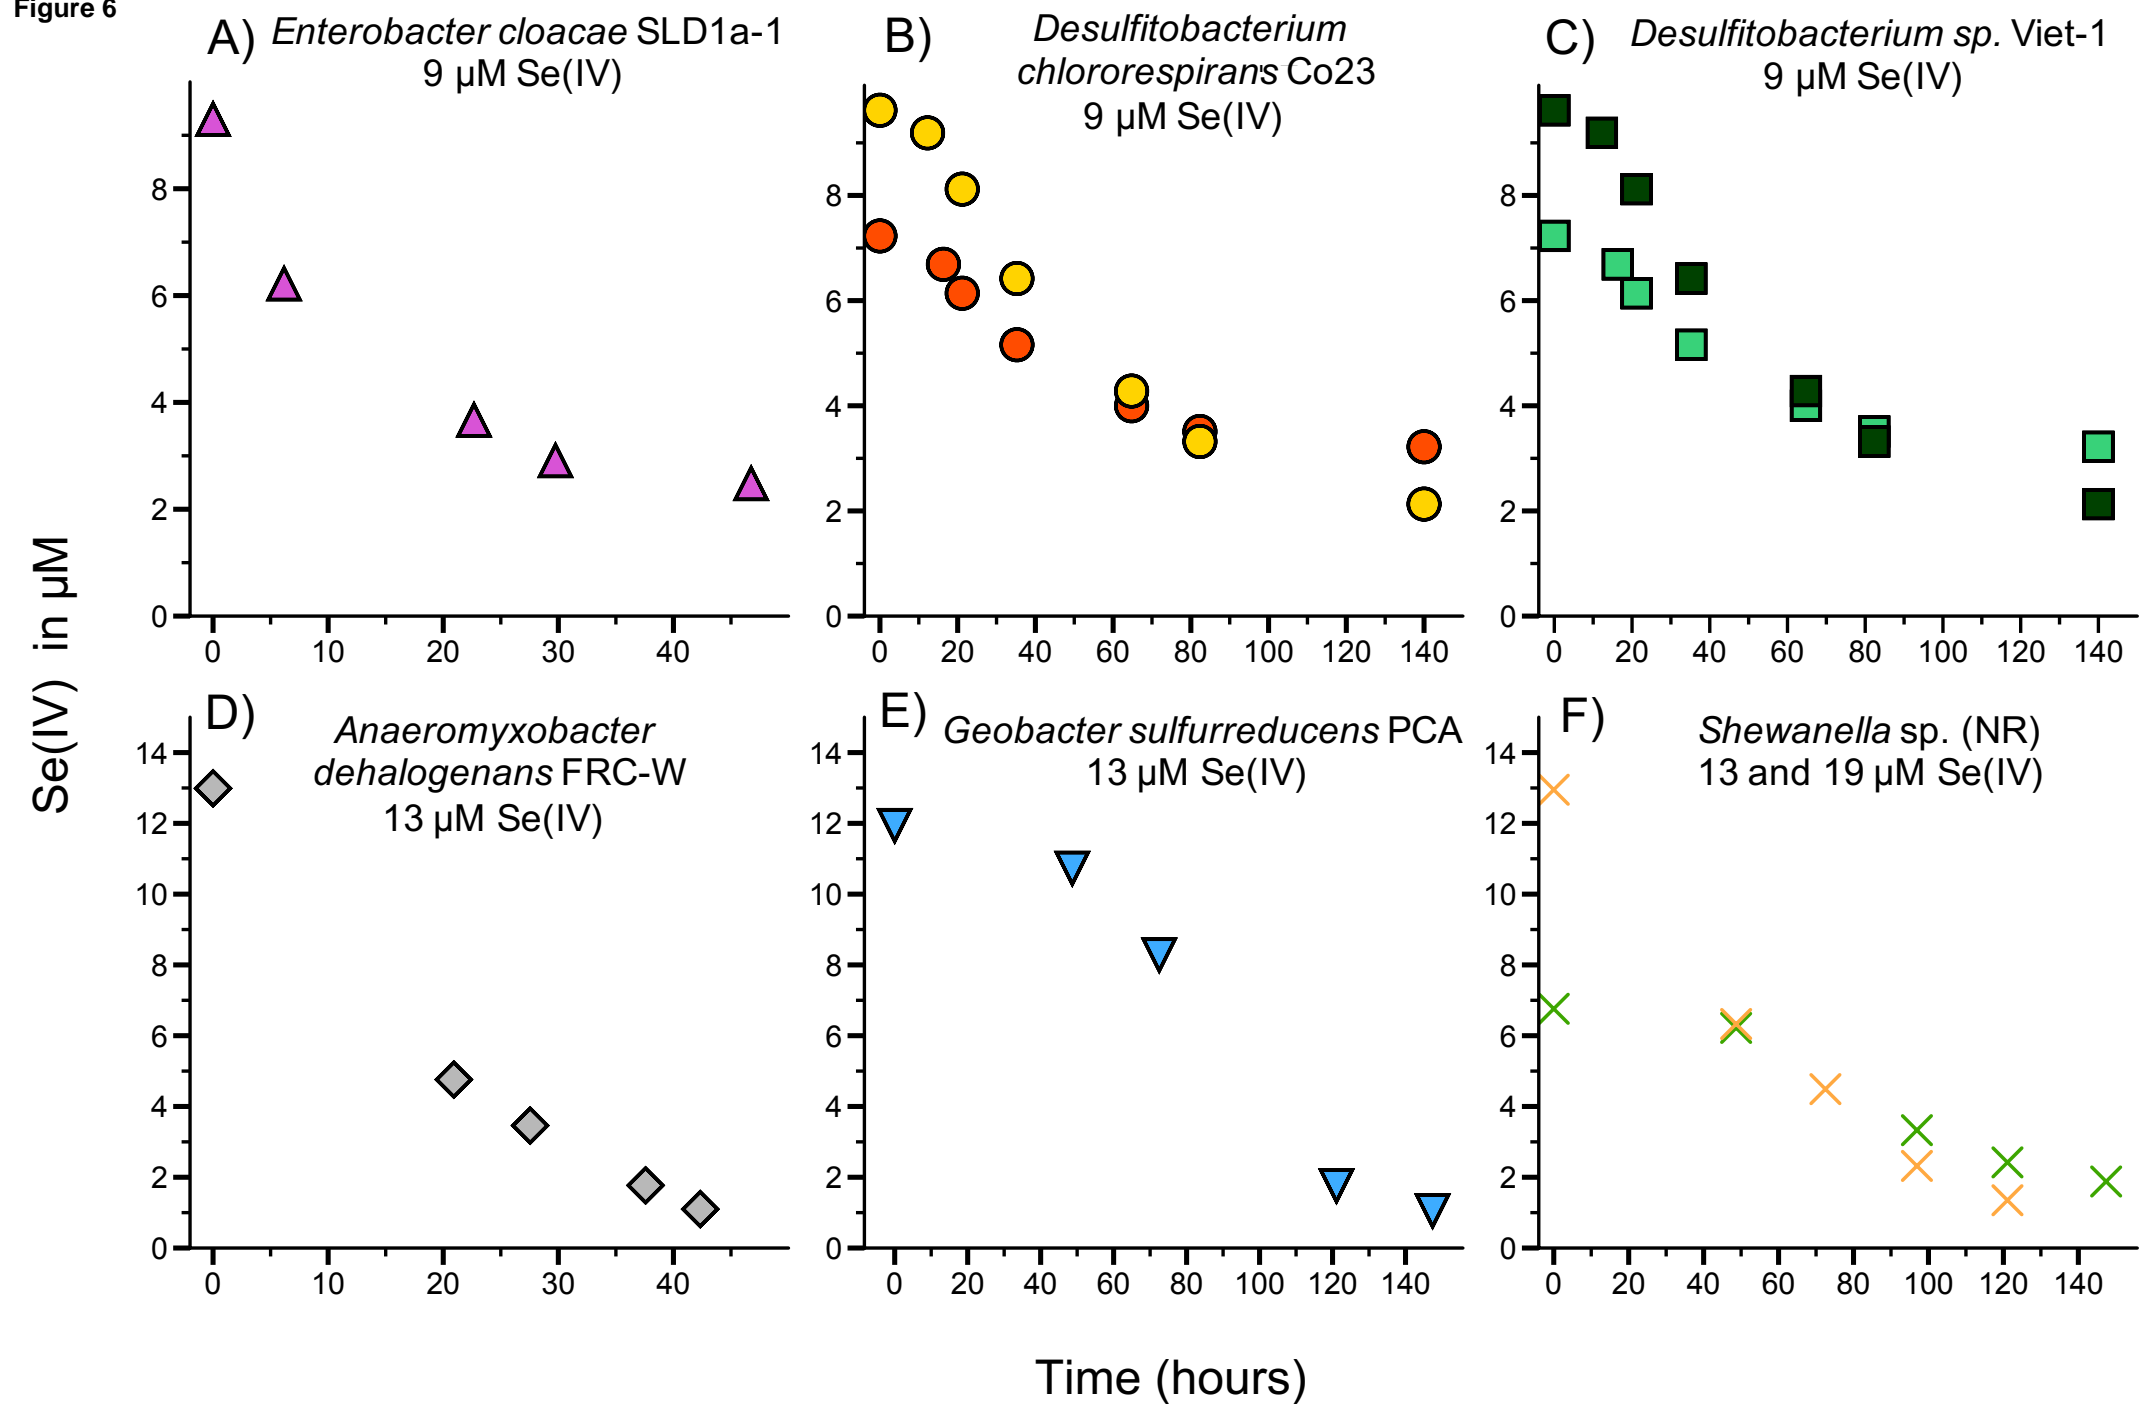 Figure 6
A) Enterobacter cloacae SLD1a-1
9 µM Se(IV)
B) Desulfitobacterium
chlororespirans Co23
9 µM Se(IV)
C) Desulfitobacterium sp. Viet-1
9 µM Se(IV)
8
6
4
2
0
0 10 20 30 40
8
6
4
2
0
0 20 40 60 80 100 120 140
8
6
4
2
0
0 20 40 60 80 100 120 140
Se(IV) in µM
D) Anaeromyxobacter
dehalogenans FRC-W
13 µM Se(IV)
E) Geobacter sulfurreducens PCA
13 µM Se(IV)
F) Shewanella sp. (NR)
13 and 19 µM Se(IV)
14
12
10
8
6
4
2
0
0 10 20 30 40
14
12
10
8
6
4
2
0
0 20 40 60 80 100 120 140
14
12
10
8
6
4
2
0
0 20 40 60 80 100 120 140
Time (hours)